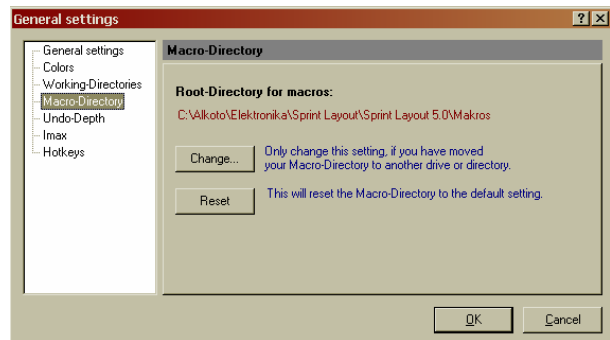 General settings
General settings
Colors
Working-Directories
Macro-Directory
Undo-Depth
Imax
Hotkeys
Macro-Directory
Root-Directory for macros:
C:\Alkoto\Elektronika\Sprint Layout\Sprint Layout 5.0\Makros
Change...
Only change this setting, if you have moved
your Macro-Directory to another drive or directory.
Reset
This will reset the Macro-Directory to the default setting.
OK
Cancel